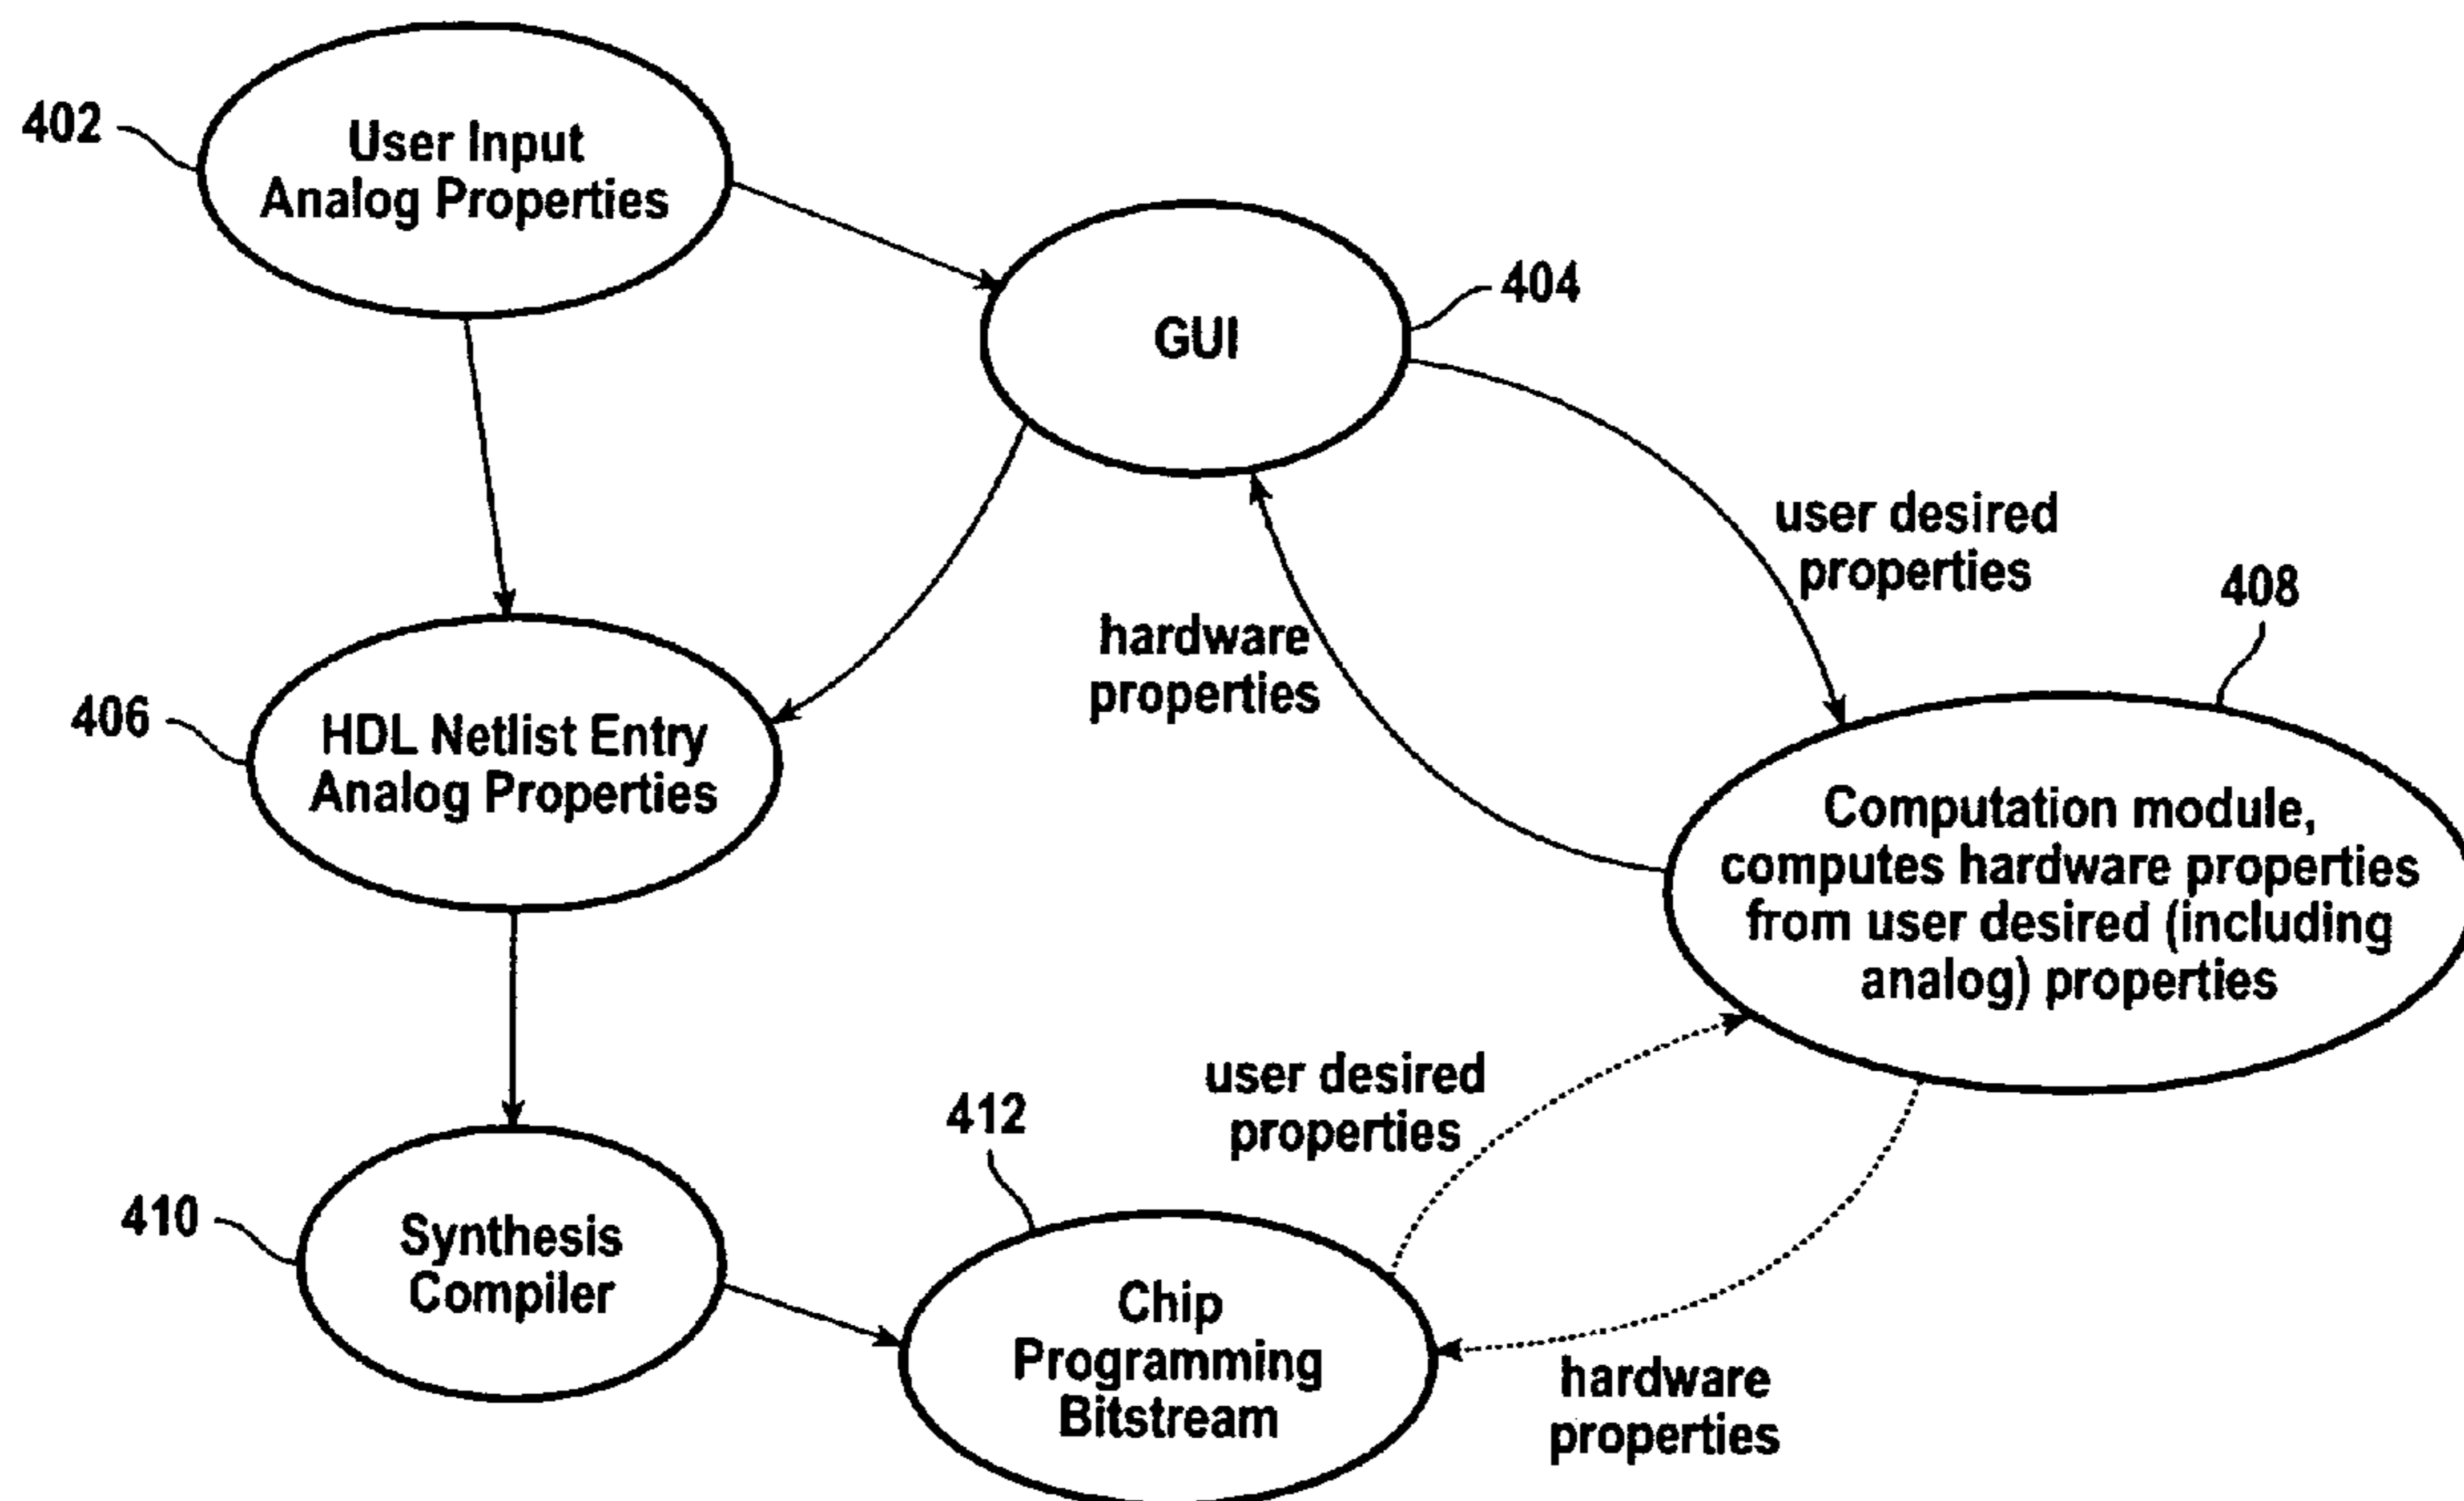 402
User Input
Analog Properties
GUI
404
user desired
properties
408
hardware
properties
406
HDL Netlist Entry
Analog Properties
Computation module,
computes hardware properties
from user desired (including
analog) properties
user desired
properties
412
410
Synthesis
Compiler
Chip
Programming
Bitstream
hardware
properties